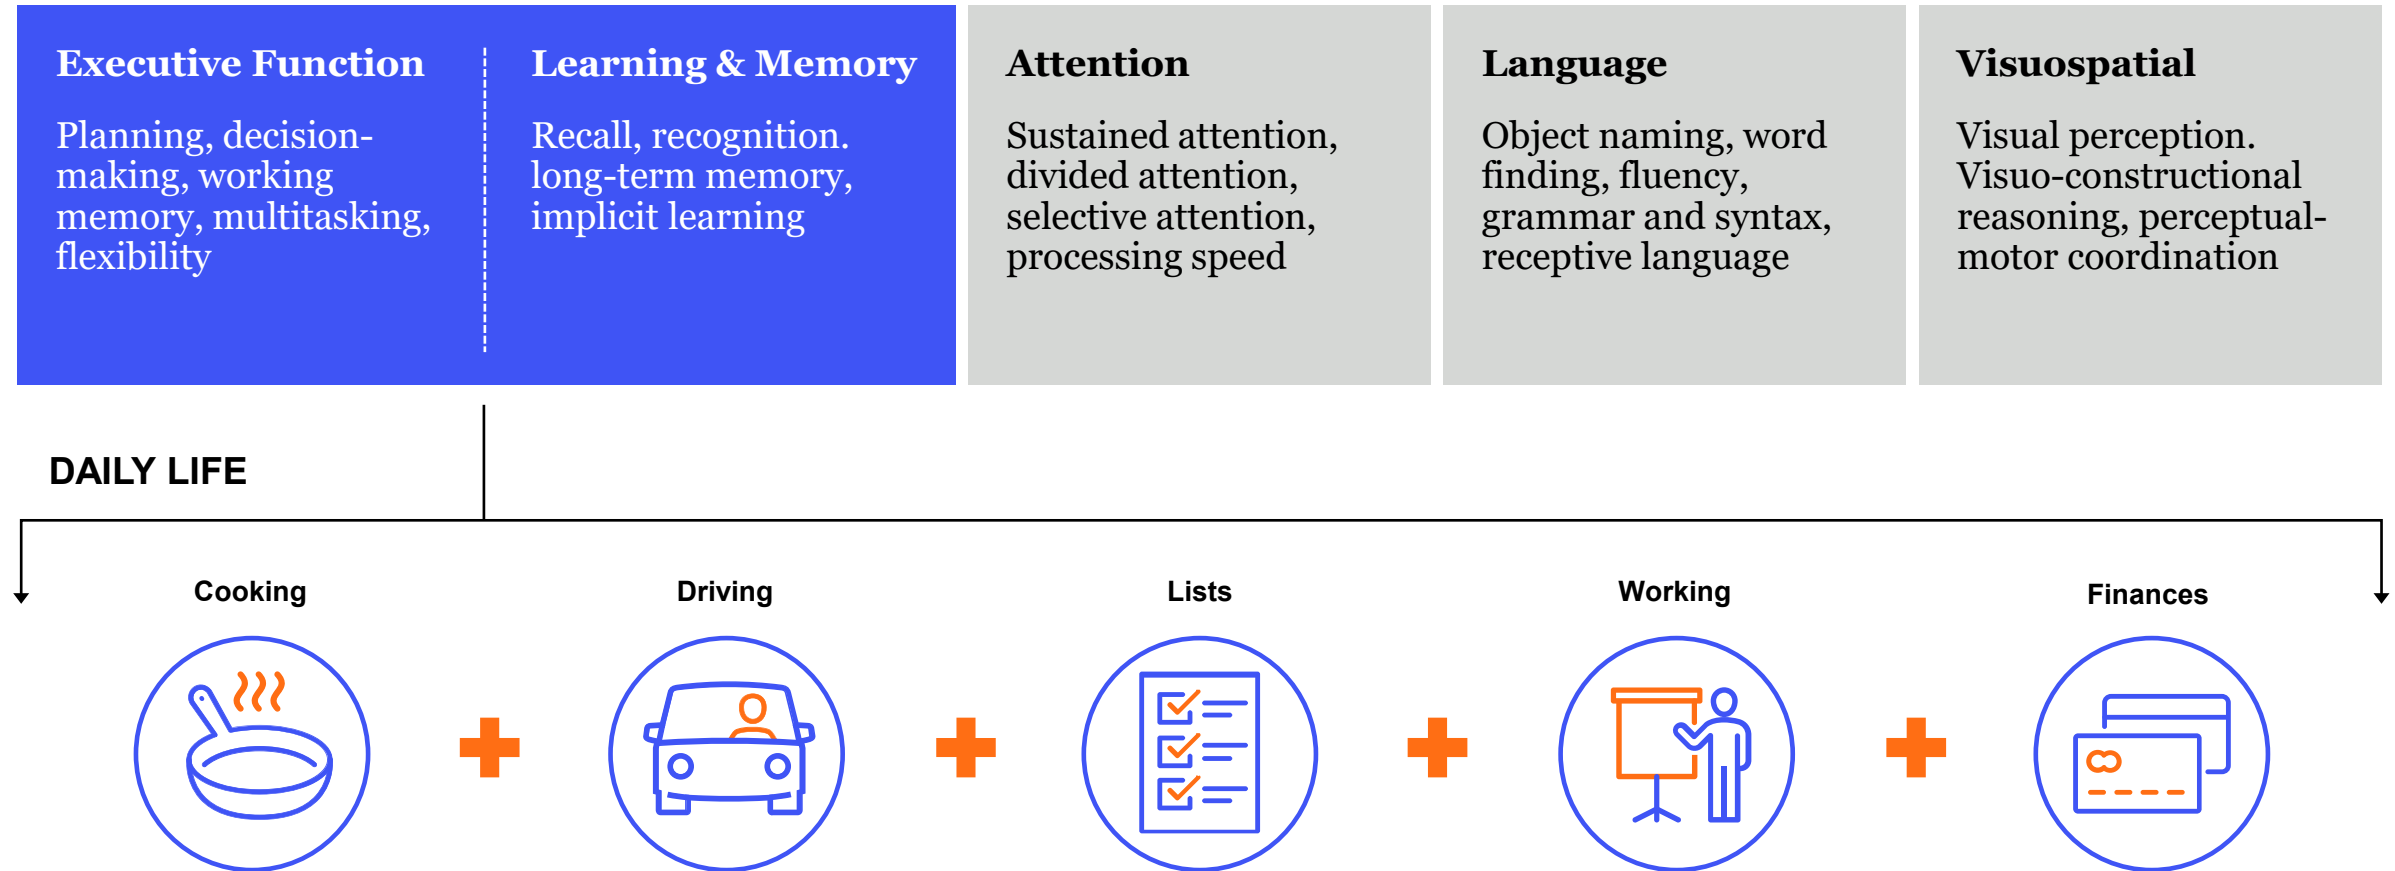 Executive Function
Planning, decision-
making, working
memory, multitasking,
flexibility
Learning & Memory
Recall, recognition.
long-term memory,
implicit learning
Attention
Sustained attention,
divided attention,
selective attention,
processing speed
Language
Object naming, word
finding, fluency,
grammar and syntax,
receptive language
Visuospatial
Visual perception.
Visuo-constructional
reasoning, perceptual-
motor coordination
DAILY LIFE
Cooking
Driving
Lists
Working
Finances